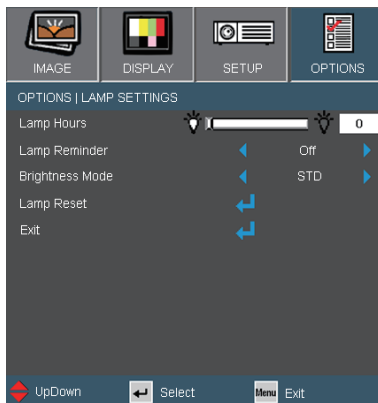 IMAGE DISPLAY SETUP OPTIONS
OPTIONS | LAMP SETTINGS
Lamp Hours 0
Lamp Reminder Off
Brightness Mode STD
Lamp Reset
Exit
UpDown Select Menu Exit